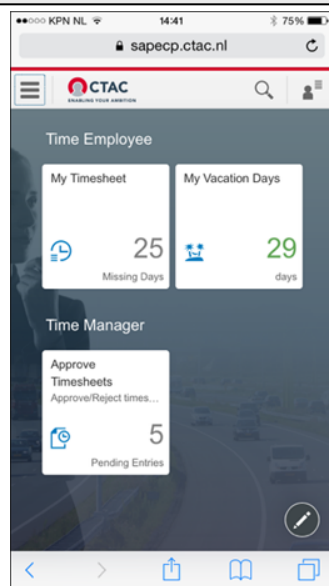 KPN NL 14:41 75%
sapecp.ctac.nl
CTAC
ENABLING YOUR AMBITION
Time Employee
My Timesheet
25
Missing Days
My Vacation Days
29
days
Time Manager
Approve
Timesheets
Approve/Reject times...
5
Pending Entries